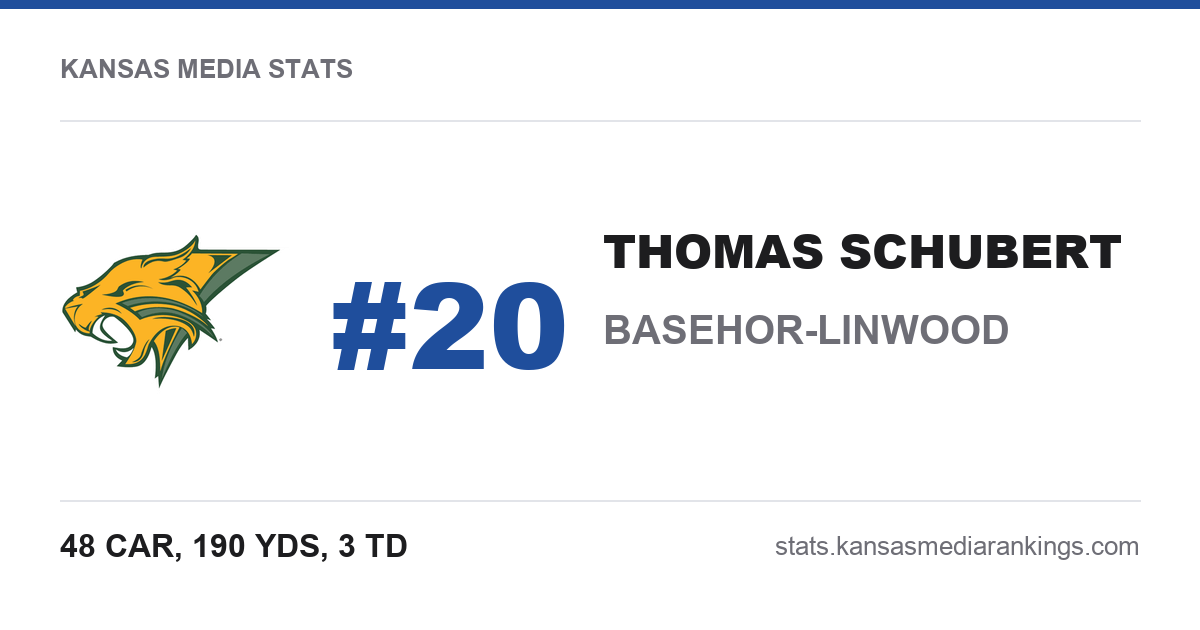 KANSAS MEDIA STATS
#20
THOMAS SCHUBERT
BASEHOR-LINWOOD
48 CAR, 190 YDS, 3 TD
stats.kansasmediarankings.com